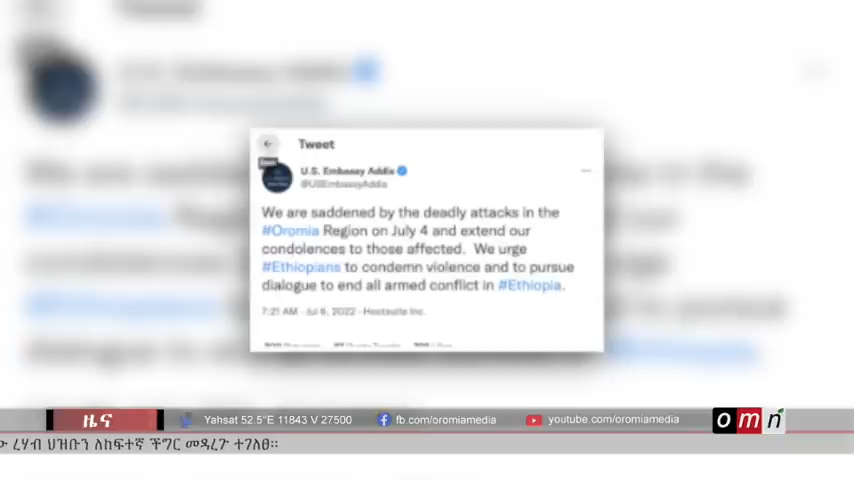 Tweet
U.S. Embassy Addis
@USEmbassyAddis
We are saddened by the deadly attacks in the
#Oromia Region on July 4 and extend our
condolences to those affected. We urge
#Ethiopians to condemn violence and to pursue
dialogue to end all armed conflict in #Ethiopia.
7:21 AM · Jul 6, 2022 · Hootsuite Inc.
ዜና
Yahsat 52.5°E 11843 V 27500
fb.com/oromiamedia
youtube.com/oromiamedia
omn
ረሃብ ህዝቡን ለከፍተኛ ችግር መዳረጉ ተገለፀ።